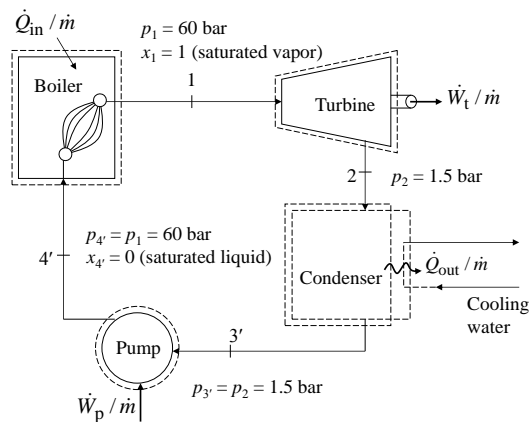 Q̇in / ṁ
p1 = 60 bar
x1 = 1 (saturated vapor)
Boiler
1
Turbine
Ẇt / ṁ
2
p2 = 1.5 bar
p4′ = p1 = 60 bar
x4′ = 0 (saturated liquid)
4′
Condenser
Q̇out / ṁ
Cooling
water
Pump
3′
p3′ = p2 = 1.5 bar
Ẇp / ṁ